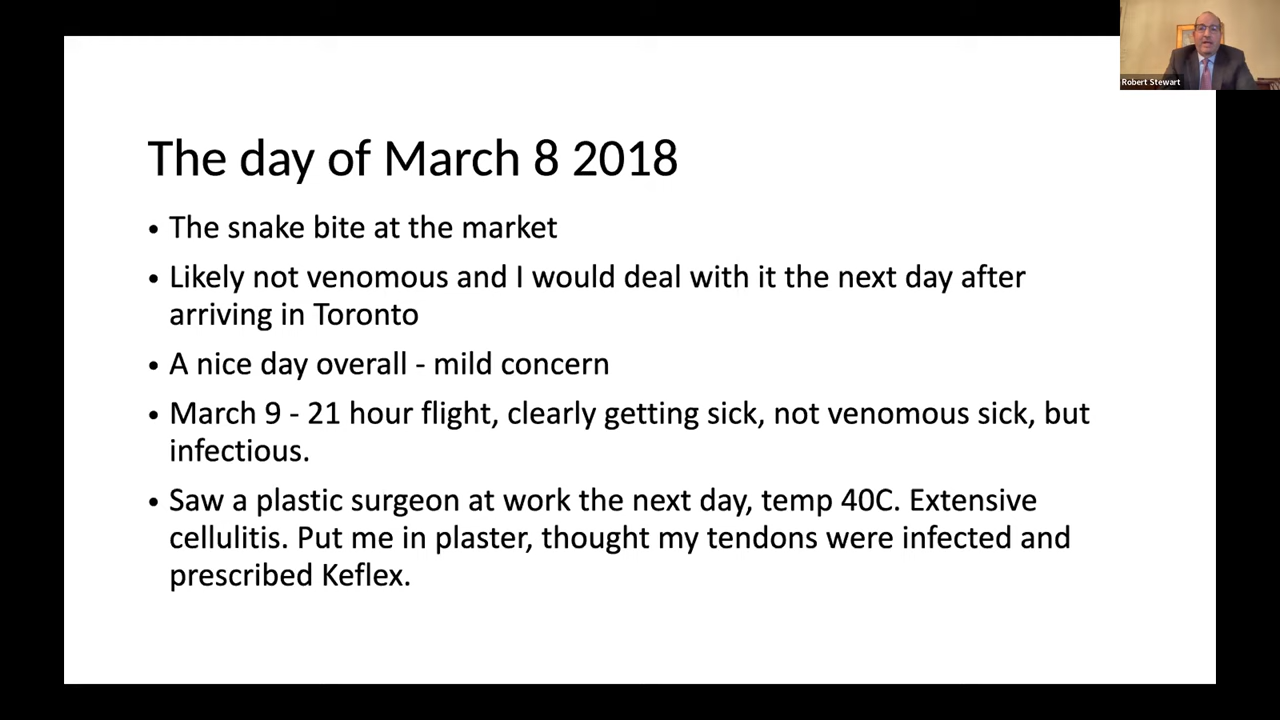 Robert Stewart
The day of March 8 2018
• The snake bite at the market
• Likely not venomous and I would deal with it the next day after
arriving in Toronto
• A nice day overall - mild concern
• March 9 - 21 hour flight, clearly getting sick, not venomous sick, but
infectious.
• Saw a plastic surgeon at work the next day, temp 40C. Extensive
cellulitis. Put me in plaster, thought my tendons were infected and
prescribed Keflex.